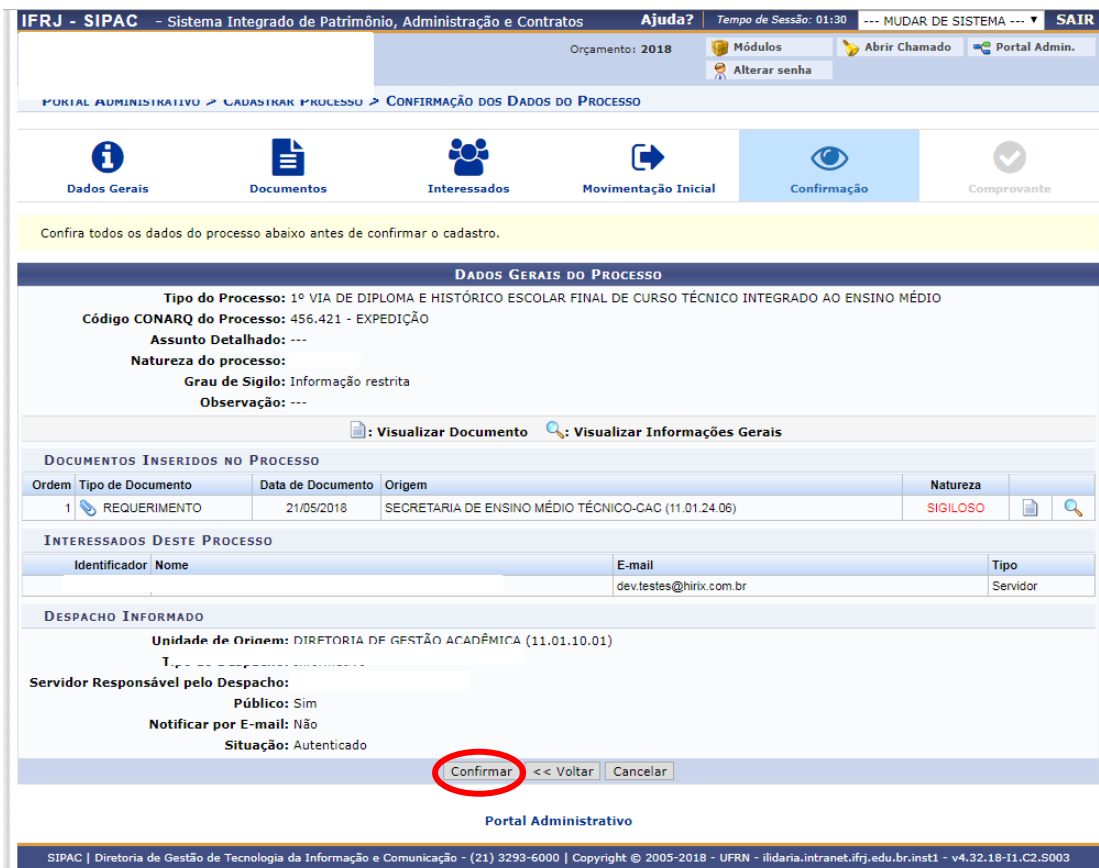 IFRJ - SIPAC - Sistema Integrado de Patrimônio, Administração e Contratos Ajuda? Tempo de Sessão: 01:30 --- MUDAR DE SISTEMA --- ▼ SAIR
Orçamento: 2018 Módulos Abrir Chamado Portal Admin.
Alterar senha
PORTAL ADMINISTRATIVO > CADASTRAR PROCESSO > CONFIRMAÇÃO DOS DADOS DO PROCESSO
Dados Gerais Documentos Interessados Movimentação Inicial Confirmação Comprovante
Confira todos os dados do processo abaixo antes de confirmar o cadastro.
DADOS GERAIS DO PROCESSO
Tipo do Processo: 1º VIA DE DIPLOMA E HISTÓRICO ESCOLAR FINAL DE CURSO TÉCNICO INTEGRADO AO ENSINO MÉDIO
Código CONARQ do Processo: 456.421 - EXPEDIÇÃO
Assunto Detalhado: ---
Natureza do processo:
Grau de Sigilo: Informação restrita
Observação: ---
: Visualizar Documento : Visualizar Informações Gerais
DOCUMENTOS INSERIDOS NO PROCESSO
Ordem Tipo de Documento Data de Documento Origem Natureza
1 REQUERIMENTO 21/05/2018 SECRETARIA DE ENSINO MÉDIO TÉCNICO-CAC (11.01.24.06) SIGILOSO
INTERESSADOS DESTE PROCESSO
Identificador Nome E-mail Tipo
dev.testes@hirix.com.br Servidor
DESPACHO INFORMADO
Unidade de Origem: DIRETORIA DE GESTÃO ACADÊMICA (11.01.10.01)
Servidor Responsável pelo Despacho:
Público: Sim
Notificar por E-mail: Não
Situação: Autenticado
Confirmar << Voltar Cancelar
Portal Administrativo
SIPAC | Diretoria de Gestão de Tecnologia da Informação e Comunicação - (21) 3293-6000 | Copyright © 2005-2018 - UFRN - ilidaria.intranet.ifrj.edu.br.inst1 - v4.32.18-I1.C2.S003